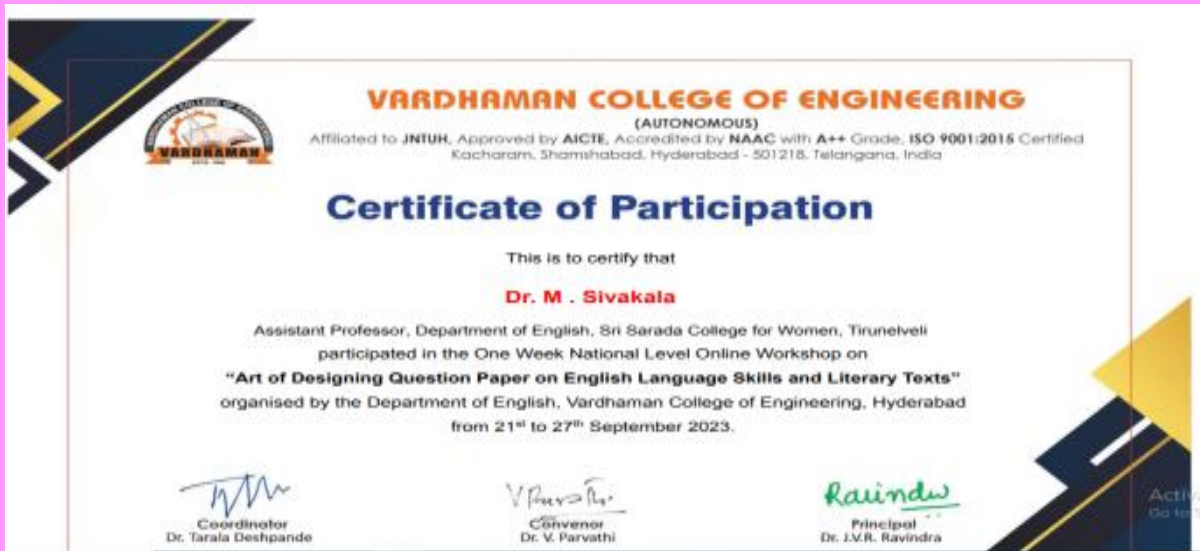 VARDHAMAN COLLEGE OF ENGINEERING
(AUTONOMOUS)
Affiliated to JNTUH, Approved by AICTE, Accredited by NAAC with A++ Grade, ISO 9001:2015 Certified
Kacharam, Shamshabad, Hyderabad - 501218, Telangana, India
VARDHAMAN
Certificate of Participation
This is to certify that
Dr. M . Sivakala
Assistant Professor, Department of English, Sri Sarada College for Women, Tirunelveli
participated in the One Week National Level Online Workshop on
“Art of Designing Question Paper on English Language Skills and Literary Texts”
organised by the Department of English, Vardhaman College of Engineering, Hyderabad
from 21st to 27th September 2023.
Ravindra
Coordinator
Dr. Tarala Deshpande
Convenor
Dr. V. Parvathi
Principal
Dr. J.V.R. Ravindra